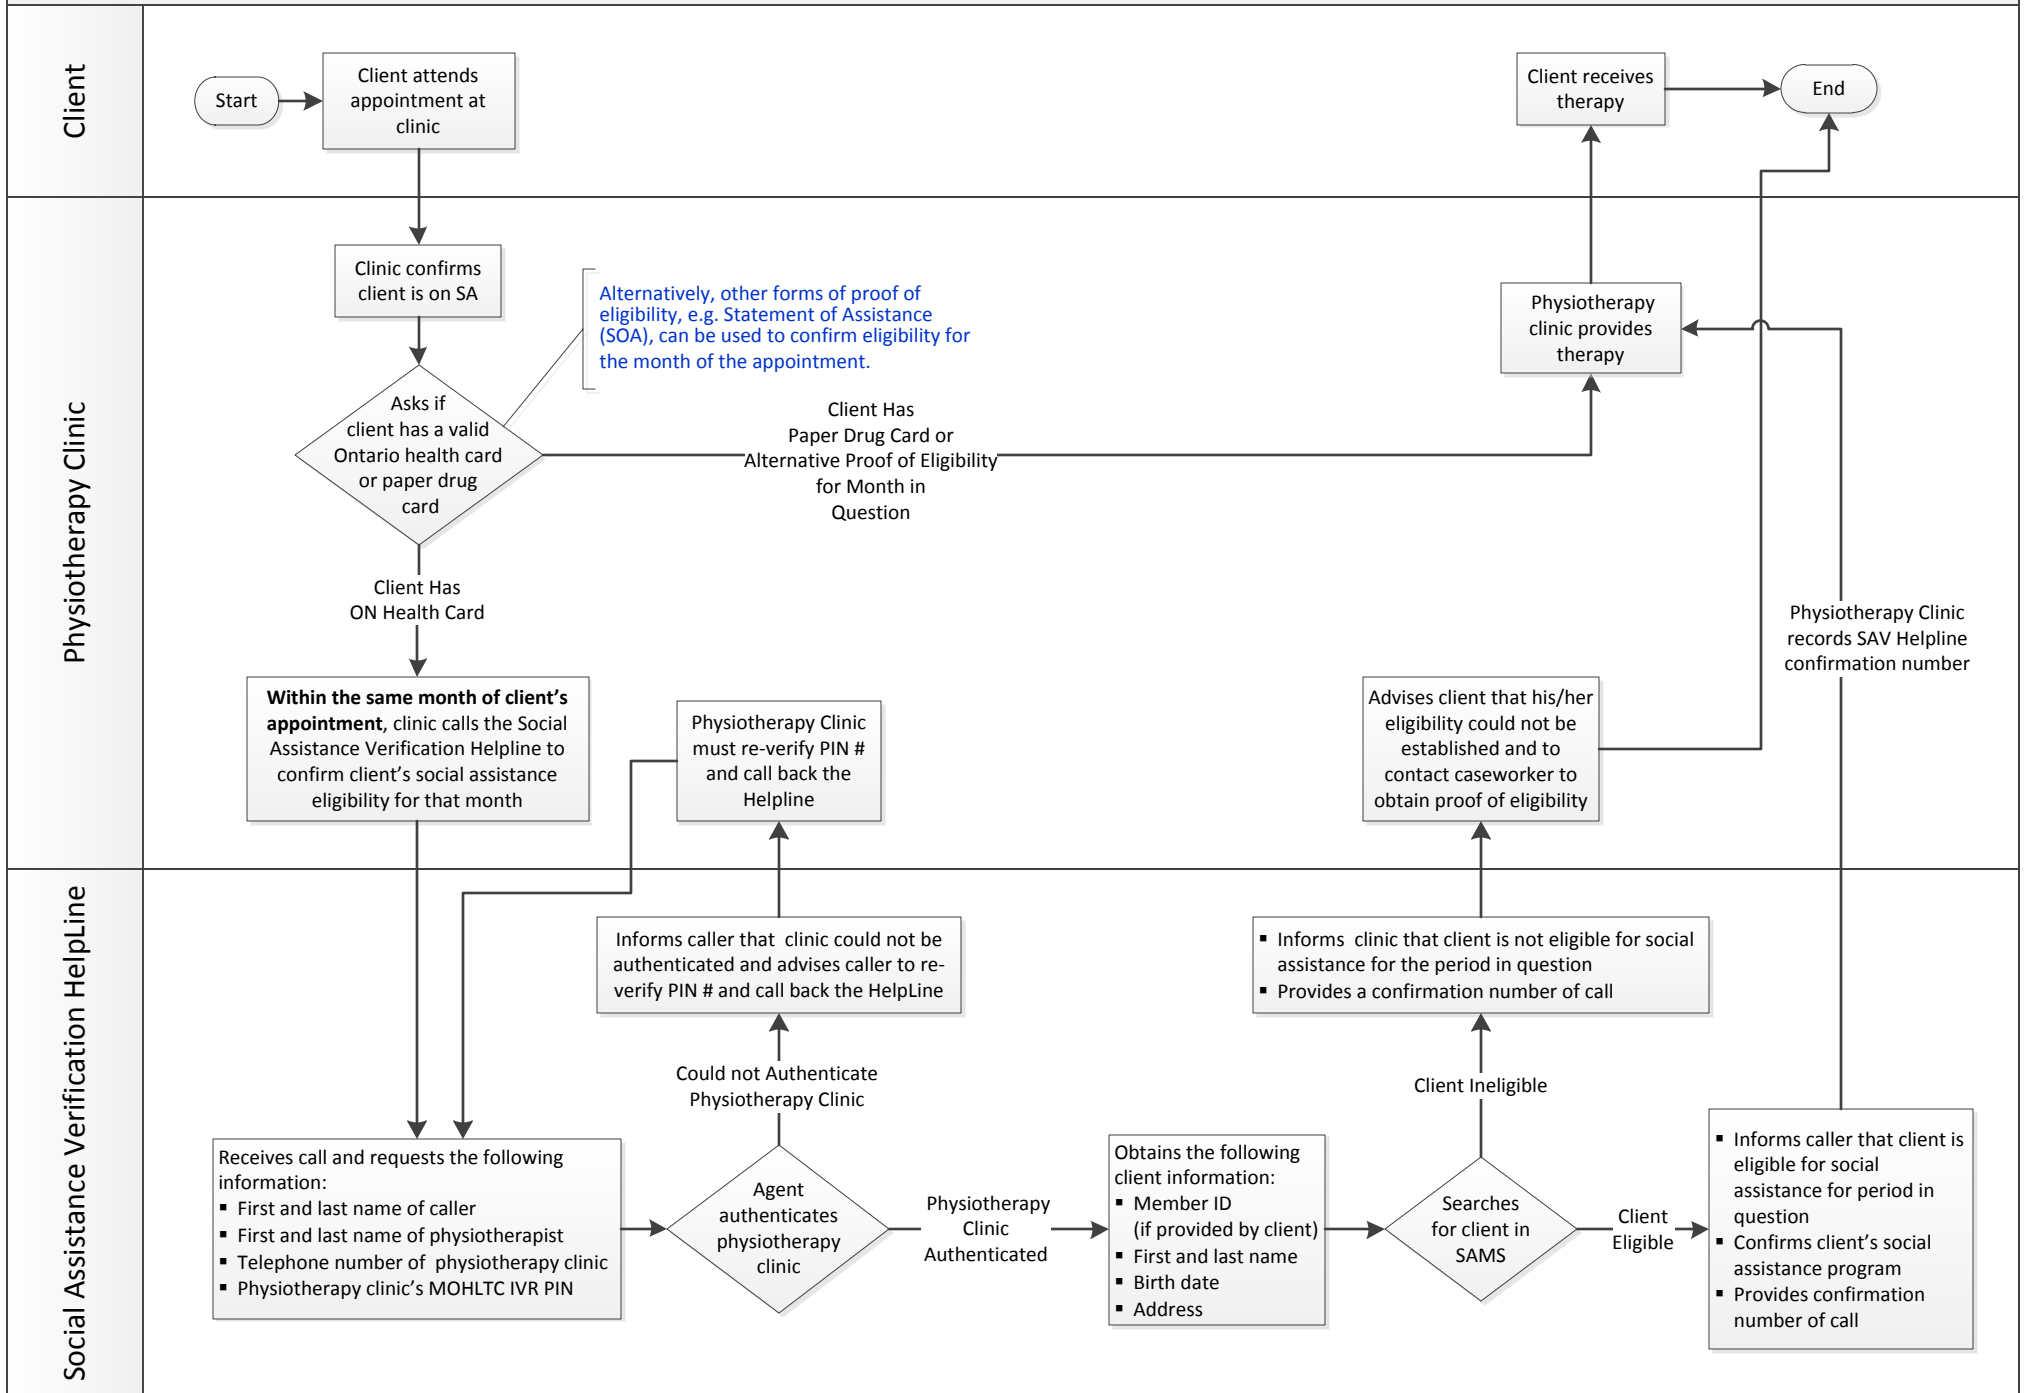 Client
Start
Client attends
appointment at
clinic
Client receives
therapy
End
Physiotherapy Clinic
Clinic confirms
client is on SA
Alternatively, other forms of proof of
eligibility, e.g. Statement of Assistance
(SOA), can be used to confirm eligibility for
the month of the appointment.
Physiotherapy
clinic provides
therapy
Asks if
client has a valid
Ontario health card
or paper drug
card
Client Has
Paper Drug Card or
Alternative Proof of Eligibility
for Month in
Question
Client Has
ON Health Card
Physiotherapy Clinic
records SAV Helpline
confirmation number
Within the same month of client’s
appointment, clinic calls the Social
Assistance Verification Helpline to
confirm client’s social assistance
eligibility for that month
Physiotherapy Clinic
must re-verify PIN #
and call back the
Helpline
Advises client that his/her
eligibility could not be
established and to
contact caseworker to
obtain proof of eligibility
Social Assistance Verification HelpLine
Informs caller that  clinic could not be
authenticated and advises caller to re-
verify PIN # and call back the HelpLine
▪ Informs  clinic that client is not eligible for social
assistance for the period in question
▪ Provides a confirmation number of call
Could not Authenticate
Physiotherapy Clinic
Client Ineligible
Receives call and requests the following
information:
▪ First and last name of caller
▪ First and last name of physiotherapist
▪ Telephone number of  physiotherapy clinic
▪ Physiotherapy clinic’s MOHLTC IVR PIN
Agent
authenticates
physiotherapy
clinic
Physiotherapy
Clinic
Authenticated
Obtains the following
client information:
▪ Member ID
(if provided by client)
▪ First and last name
▪ Birth date
▪ Address
Searches
for client in
SAMS
Client
Eligible
▪ Informs caller that client is
eligible for social
assistance for period in
question
▪ Confirms client’s social
assistance program
▪ Provides confirmation
number of call